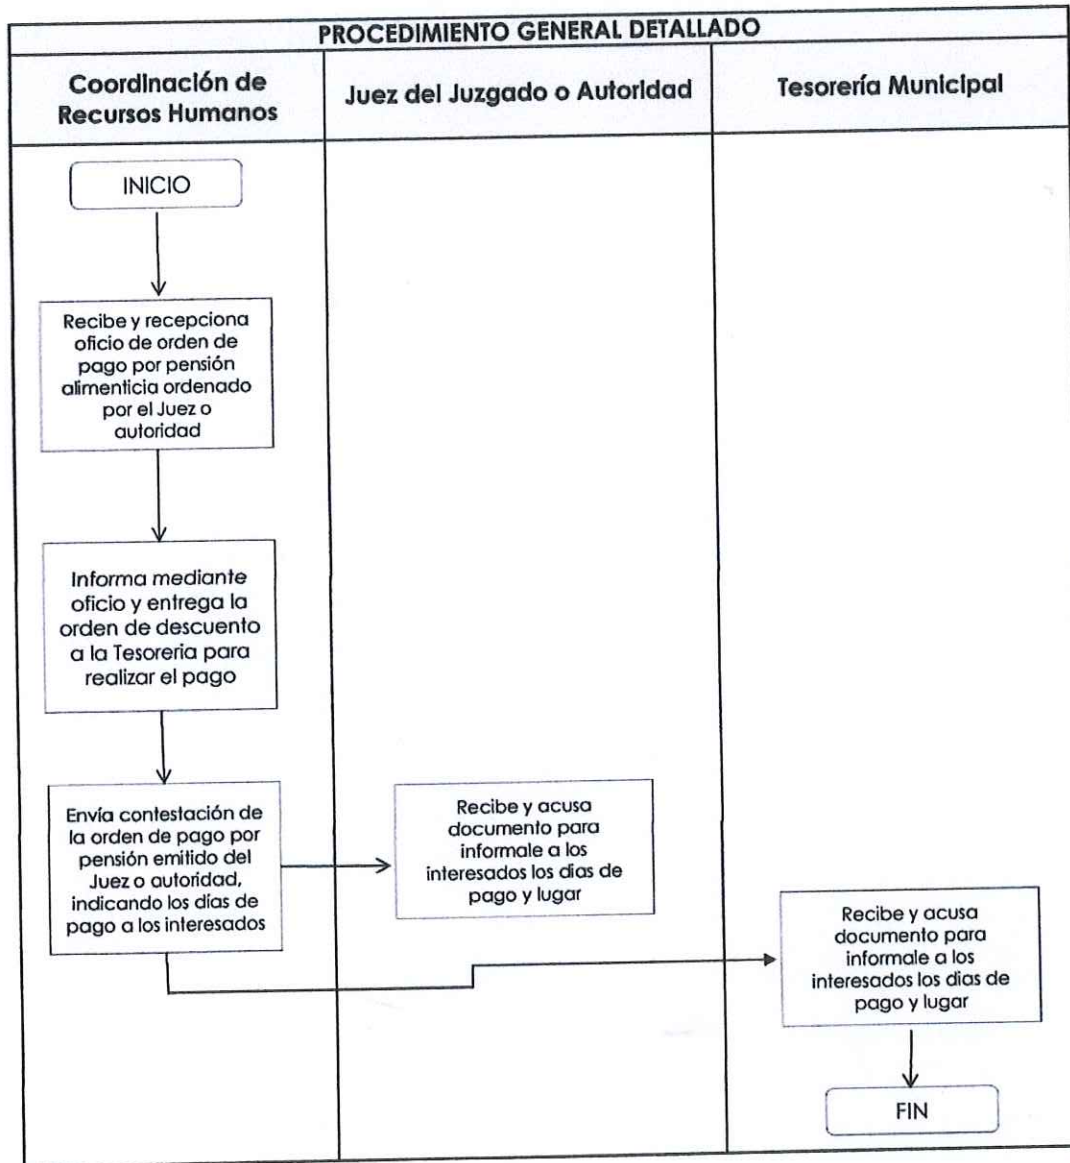 PROCEDIMIENTO GENERAL DETALLADO
Coordinación de
Recursos Humanos
Juez del Juzgado o Autoridad
Tesorería Municipal
INICIO
Recibe y recepciona
oficio de orden de
pago por pensión
alimenticia ordenado
por el Juez o
autoridad
Informa mediante
oficio y entrega la
orden de descuento
a la Tesoreria para
realizar el pago
Envía contestación de
la orden de pago por
pensión emitido del
Juez o autoridad,
indicando los días de
pago a los interesados
Recibe y acusa
documento para
informale a los
interesados los dias de
pago y lugar
Recibe y acusa
documento para
informale a los
interesados los dias de
pago y lugar
FIN